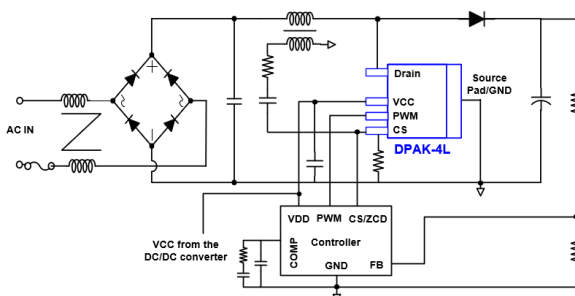 Drain
Source
Pad/GND
VCC
PWM
CS
DPAK-4L
AC IN
VDD PWM CS/ZCD
VCC from the
DC/DC converter
COMP
Controller
GND
FB